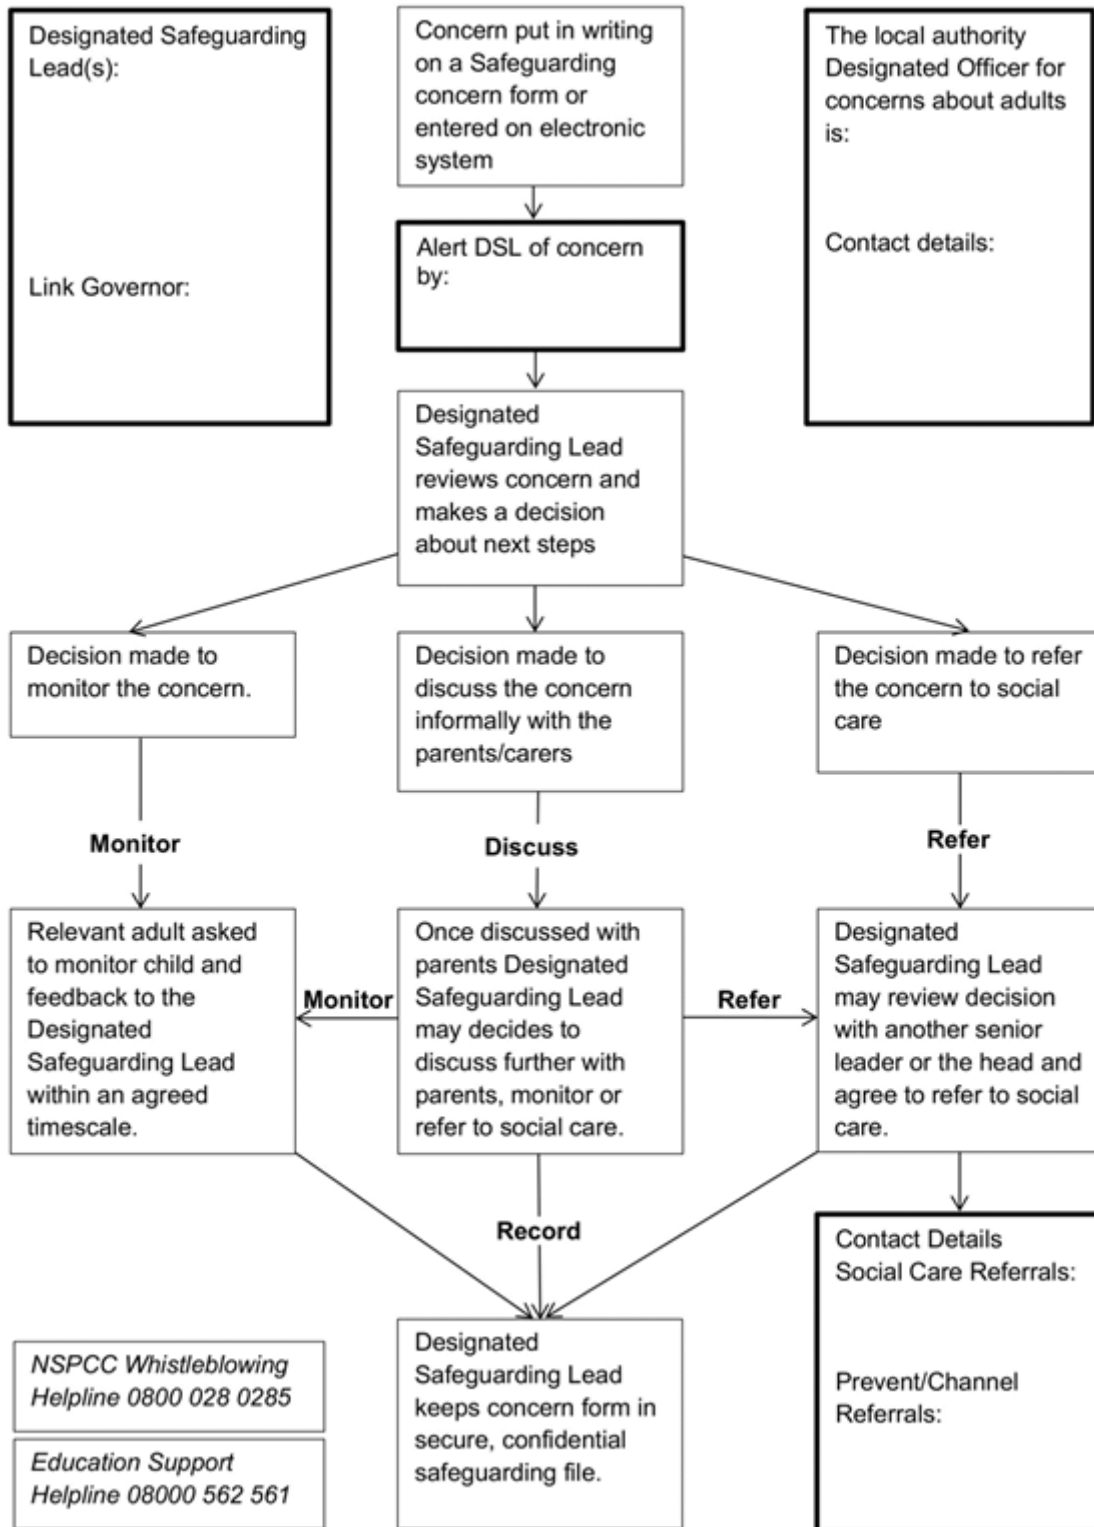 Designated Safeguarding
Lead(s):
Link Governor:
Concern put in writing
on a Safeguarding
concern form or
entered on electronic
system
The local authority
Designated Officer for
concerns about adults
is:
Contact details:
Alert DSL of concern
by:
Designated
Safeguarding Lead
reviews concern and
makes a decision
about next steps
Decision made to
monitor the concern.
Decision made to
discuss the concern
informally with the
parents/carers
Decision made to refer
the concern to social
care
Monitor
Discuss
Refer
Relevant adult asked
to monitor child and
feedback to the
Designated
Safeguarding Lead
within an agreed
timescale.
Monitor
Once discussed with
parents Designated
Safeguarding Lead
may decides to
discuss further with
parents, monitor or
refer to social care.
Refer
Designated
Safeguarding Lead
may review decision
with another senior
leader or the head and
agree to refer to social
care.
Record
Contact Details
Social Care Referrals:
Prevent/Channel
Referrals:
Designated
Safeguarding Lead
keeps concern form in
secure, confidential
safeguarding file.
NSPCC Whistleblowing
Helpline 0800 028 0285
Education Support
Helpline 08000 562 561